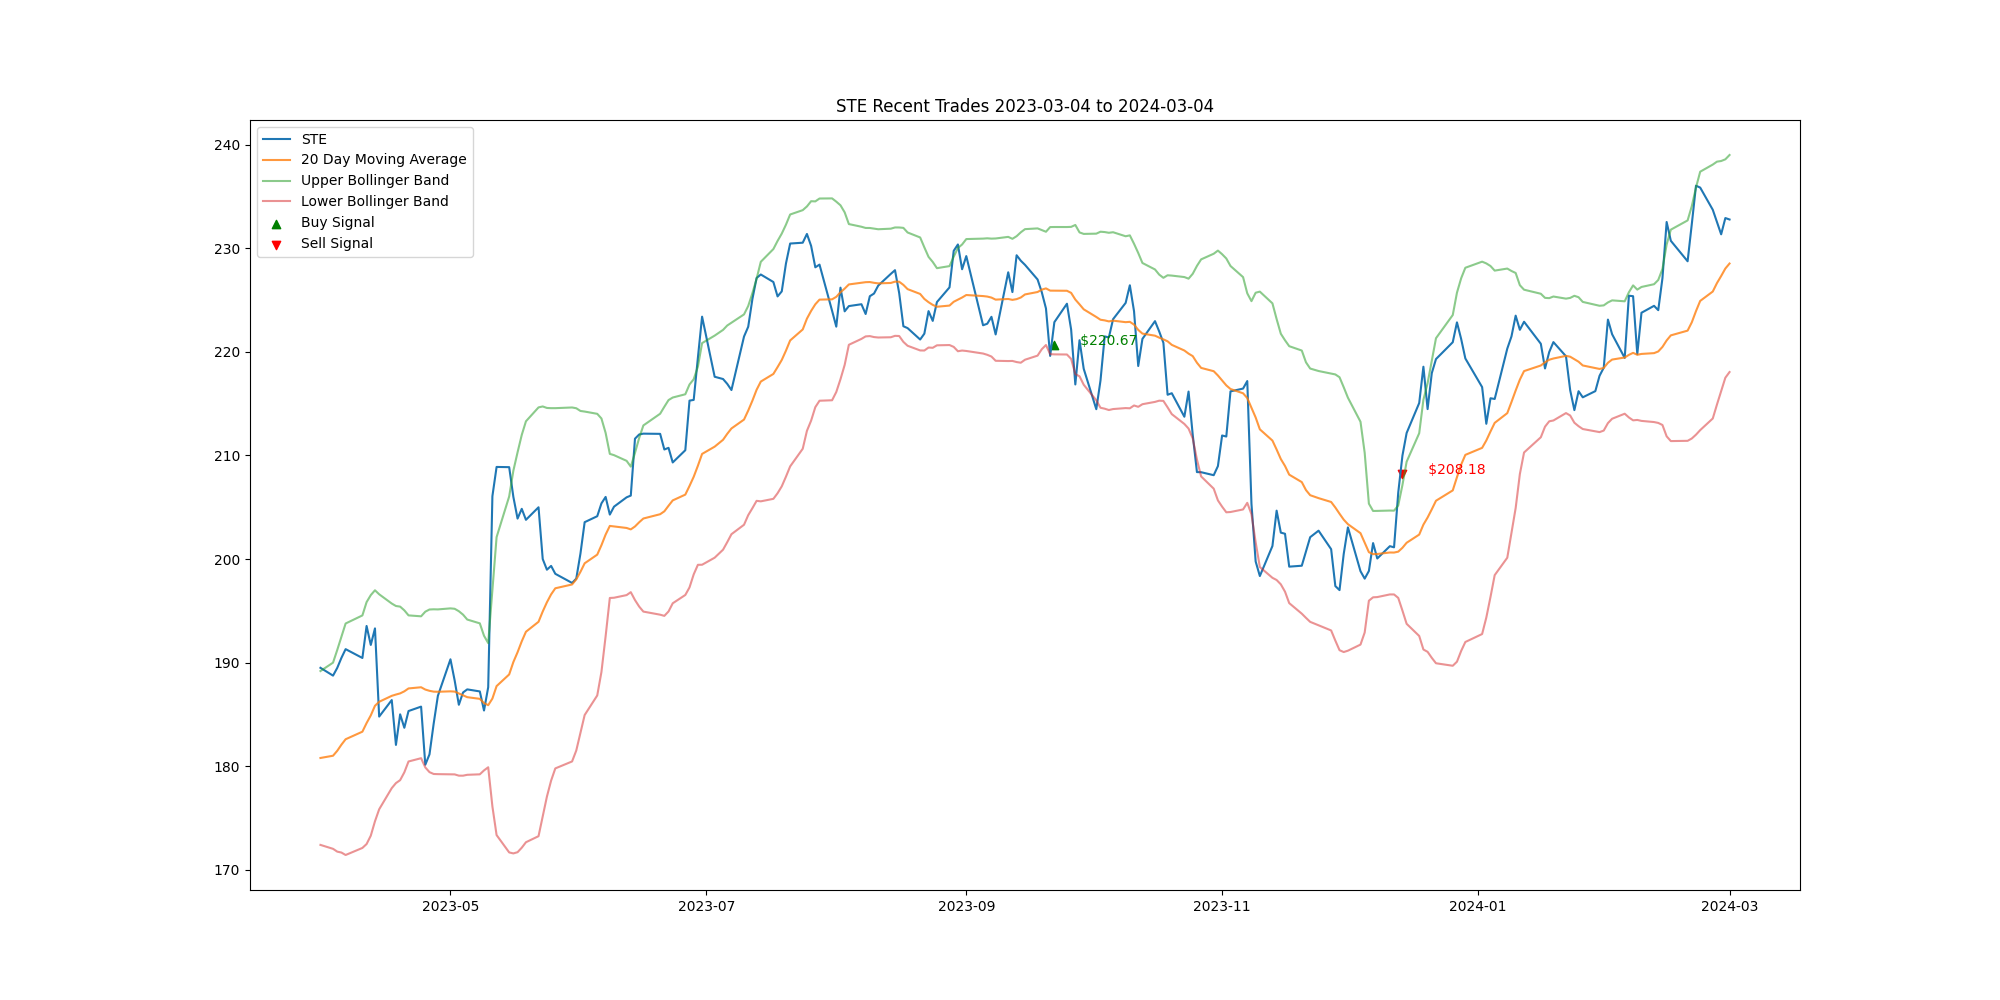 STE Recent Trades 2023-03-04 to 2024-03-04
STE
20 Day Moving Average
Upper Bollinger Band
Lower Bollinger Band
Buy Signal
Sell Signal
240
230
220
210
200
190
180
170
$220.67
$208.18
2023-05
2023-07
2023-09
2023-11
2024-01
2024-03